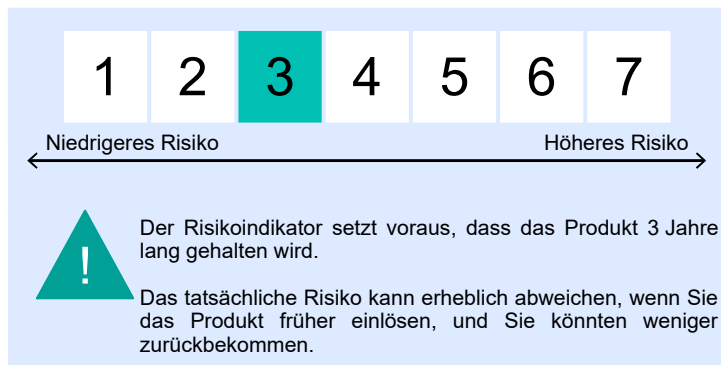 1 2 3 4 5 6 7
Niedrigeres Risiko Höheres Risiko
!
Der Risikoindikator setzt voraus, dass das Produkt 3 Jahre
lang gehalten wird.
Das tatsächliche Risiko kann erheblich abweichen, wenn Sie
das Produkt früher einlösen, und Sie könnten weniger
zurückbekommen.